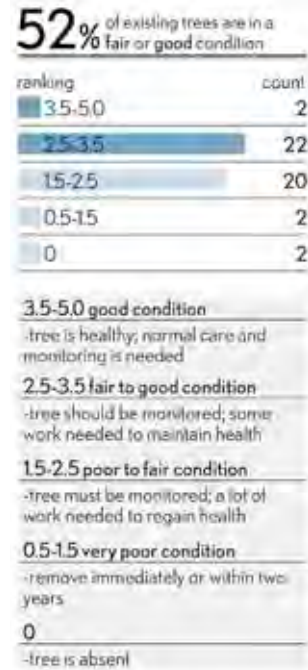 52% of existing trees are in a
fair or good condition
ranking count
3.5-5.0 2
2.5-3.5 22
1.5-2.5 20
0.5-1.5 2
0 2
3.5-5.0 good condition
-tree is healthy; normal care and
monitoring is needed
2.5-3.5 fair to good condition
-tree should be monitored; some
work needed to maintain health
1.5-2.5 poor to fair condition
-tree must be monitored; a lot of
work needed to regain health
0.5-1.5 very poor condition
-remove immediately or within two
years
0
-tree is absent